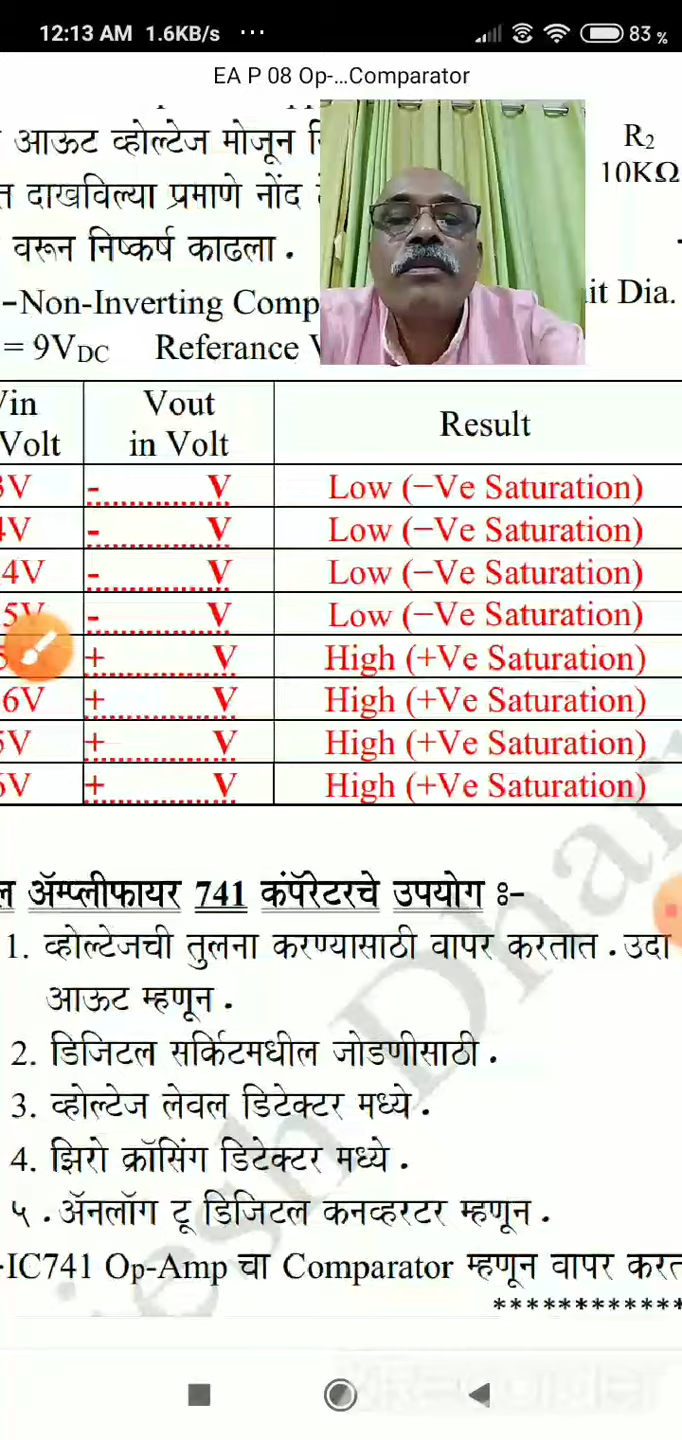 12:13 AM 1.6KB/s ... 83 %
EA P 08 Op-...Comparator
आऊट व्होल्टेज मोजून
R2
दाखविल्या प्रमाणे नोंद
10KΩ
वरून निष्कर्ष काढला .
-Non-Inverting Comp
it Dia.
= 9VDC Referance V
Vin Vout Result
Volt in Volt
3V - V Low (−Ve Saturation)
4V - V Low (−Ve Saturation)
4V - V Low (−Ve Saturation)
5V - V Low (−Ve Saturation)
+ V High (+Ve Saturation)
6V + V High (+Ve Saturation)
5V + V High (+Ve Saturation)
6V + V High (+Ve Saturation)
ॲम्प्लीफायर 741 कंपॅरेटरचे उपयोग ः-
1. व्होल्टेजची तुलना करण्यासाठी वापर करतात . उदा
आऊट म्हणून .
2. डिजिटल सर्किटमधील जोडणीसाठी .
3. व्होल्टेज लेवल डिटेक्टर मध्ये .
4. झिरो क्रॉसिंग डिटेक्टर मध्ये .
५ . ॲनलॉग टू डिजिटल कनव्हरटर म्हणून .
-IC741 Op-Amp चा Comparator म्हणून वापर करत
************